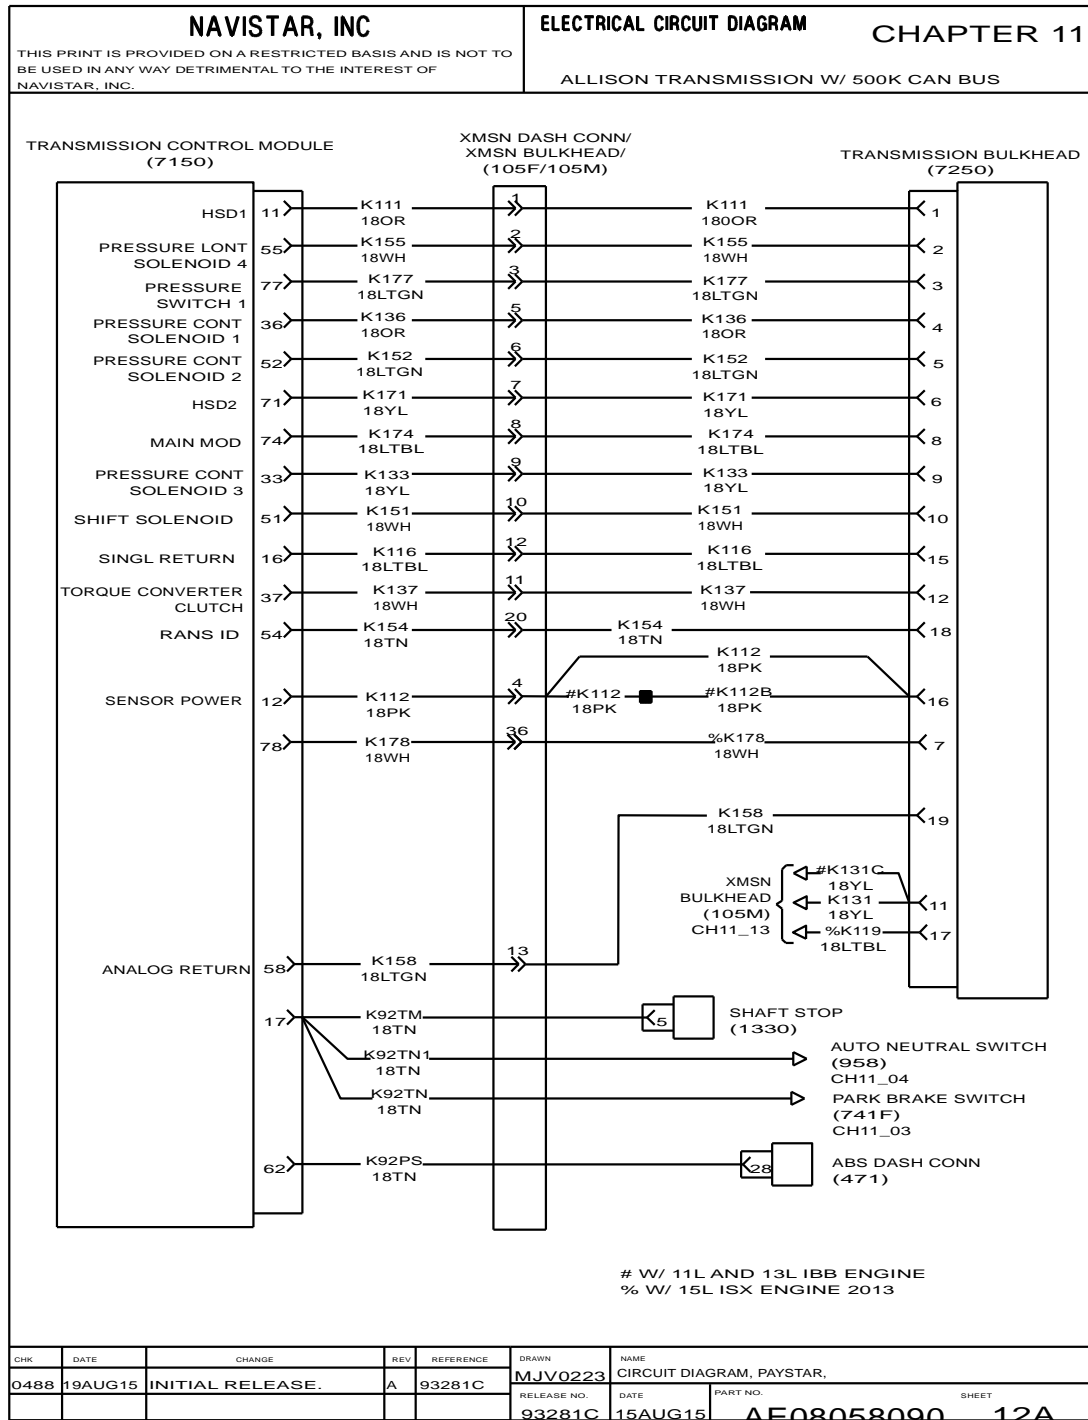 NAVISTAR, INC
THIS PRINT IS PROVIDED ON A RESTRICTED BASIS AND IS NOT TO
BE USED IN ANY WAY DETRIMENTAL TO THE INTEREST OF
NAVISTAR, INC.
ELECTRICAL CIRCUIT DIAGRAM
CHAPTER 11
ALLISON TRANSMISSION W/ 500K CAN BUS
TRANSMISSION CONTROL MODULE
(7150)
XMSN DASH CONN/
XMSN BULKHEAD/
(105F/105M)
TRANSMISSION BULKHEAD
(7250)
HSD1 11 K111 1 K111 1
18OR 180OR
PRESSURE LONT 55 K155 2 K155 2
SOLENOID 4 18WH 18WH
PRESSURE 77 K177 3 K177 3
SWITCH 1 18LTGN 18LTGN
PRESSURE CONT 36 K136 5 K136 4
SOLENOID 1 18OR 18OR
PRESSURE CONT 52 K152 6 K152 5
SOLENOID 2 18LTGN 18LTGN
HSD2 71 K171 7 K171 6
18YL 18YL
MAIN MOD 74 K174 8 K174 8
18LTBL 18LTBL
PRESSURE CONT 33 K133 9 K133 9
SOLENOID 3 18YL 18YL
SHIFT SOLENOID 51 K151 10 K151 10
18WH 18WH
SINGL RETURN 16 K116 12 K116 15
18LTBL 18LTBL
TORQUE CONVERTER 37 K137 11 K137 12
CLUTCH 18WH 18WH
RANS ID 54 K154 20 K154 18
18TN 18TN
K112
18PK
SENSOR POWER 12 K112 4 #K112 #K112B 16
18PK 18PK 18PK
78 K178 36 %K178 7
18WH 18WH
K158 19
18LTGN
XMSN
BULKHEAD
(105M)
CH11_13
#K131C
18YL
K131 11
18YL
%K119 17
18LTBL
ANALOG RETURN 58 K158 13
18LTGN
17 K92TM 5 SHAFT STOP
18TN (1330)
K92TN1 AUTO NEUTRAL SWITCH
18TN (958)
CH11_04
K92TN PARK BRAKE SWITCH
18TN (741F)
CH11_03
62 K92PS 28 ABS DASH CONN
18TN (471)
# W/ 11L AND 13L IBB ENGINE
% W/ 15L ISX ENGINE 2013
CHK DATE CHANGE REV REFERENCE DRAWN NAME
0488 19AUG15 INITIAL RELEASE. A 93281C MJV0223 CIRCUIT DIAGRAM, PAYSTAR,
RELEASE NO. DATE PART NO. SHEET
93281C 15AUG15 AE08058090 12A